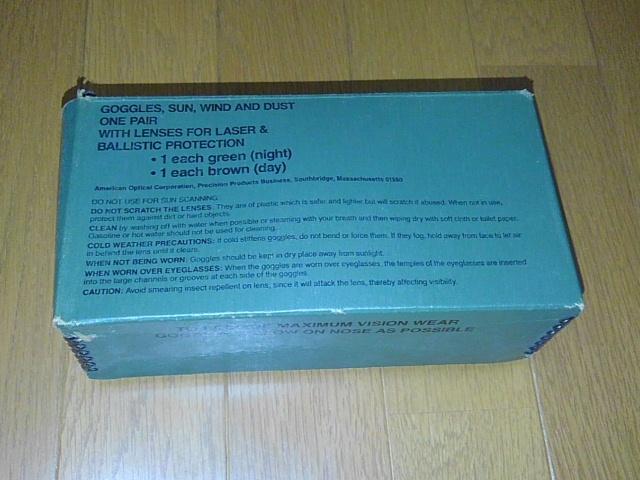 GOGGLES, SUN, WIND AND DUST
ONE PAIR
WITH LENSES FOR LASER &
BALLISTIC PROTECTION
• 1 each green (night)
• 1 each brown (day)
American Optical Corporation, Precision Products Business, Southbridge, Massachusetts 01550
DO NOT USE FOR SUN SCANNING
DO NOT SCRATCH THE LENSES: They are of plastic which is safer and lighter but will scratch it abused. When not in use,
protect them against dirt or hard objects.
CLEAN by washing off with water when possible or steaming with your breath and then wiping dry with soft cloth or toilet paper.
Gasoline or hot water should not be used for cleaning.
COLD WEATHER PRECAUTIONS: If cold stiffens goggles, do not bend or force them. If they fog, hold away from face to let air
in behind the lens until it clears.
WHEN NOT BEING WORN: Goggles should be kept in dry place away from sunlight.
WHEN WORN OVER EYEGLASSES: When the goggles are worn over eyeglasses, the temples of the eyeglasses are inserted
into the large channels or grooves at each side of the goggles.
CAUTION: Avoid smearing insect repellent on lens, since it will attack the lens, thereby affecting visibility.
MAXIMUM VISION WEAR
ON NOSE AS POSSIBLE